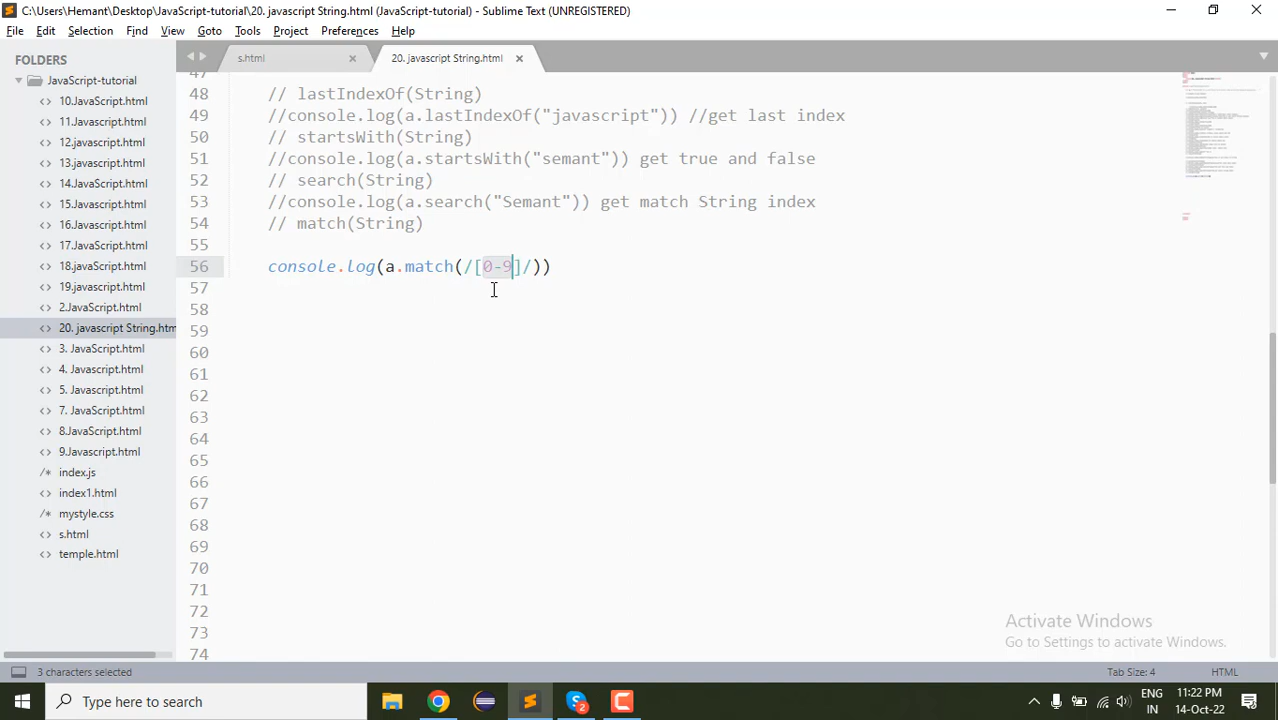 C:\Users\Hemant\Desktop\JavaScript-tutorial\20. javascript String.html (JavaScript-tutorial) - Sublime Text (UNREGISTERED)
File Edit Selection Find View Goto Tools Project Preferences Help
FOLDERS
JavaScript-tutorial
10.JavaScript.html
11.JavaScript.html
12.javascript.html
13.javascript.html
14.JavaScript.html
15.JavaScript.html
16.JavaScript.html
17.JavaScript.html
18.javascript.html
19.javascript.html
2.JavaScript.html
20. javascript String.htm
3. JavaScript.html
4. Javascript.html
5. Javascript.html
7. JavaScript.html
8.JavaScript.html
9.Javascript.html
index.js
index1.html
mystyle.css
s.html
temple.html
s.html
20. javascript String.html
47
48 // lastIndexOf(String)
49 //console.log(a.lastIndexOf("javascript")) //get last index
50 // startsWith(String)
51 //console.log(a.startsWith("semant")) get true and false
52 // search(String)
53 //console.log(a.search("Semant")) get match String index
54 // match(String)
55
56 console.log(a.match(/[0-9]/))
57
58
59
60
61
62
63
64
65
66
67
68
69
70
71
72
73
74
Activate Windows
Go to Settings to activate Windows.
3 characters selected
Tab Size: 4
HTML
Type here to search
2
ENG
IN
11:22 PM
14-Oct-22